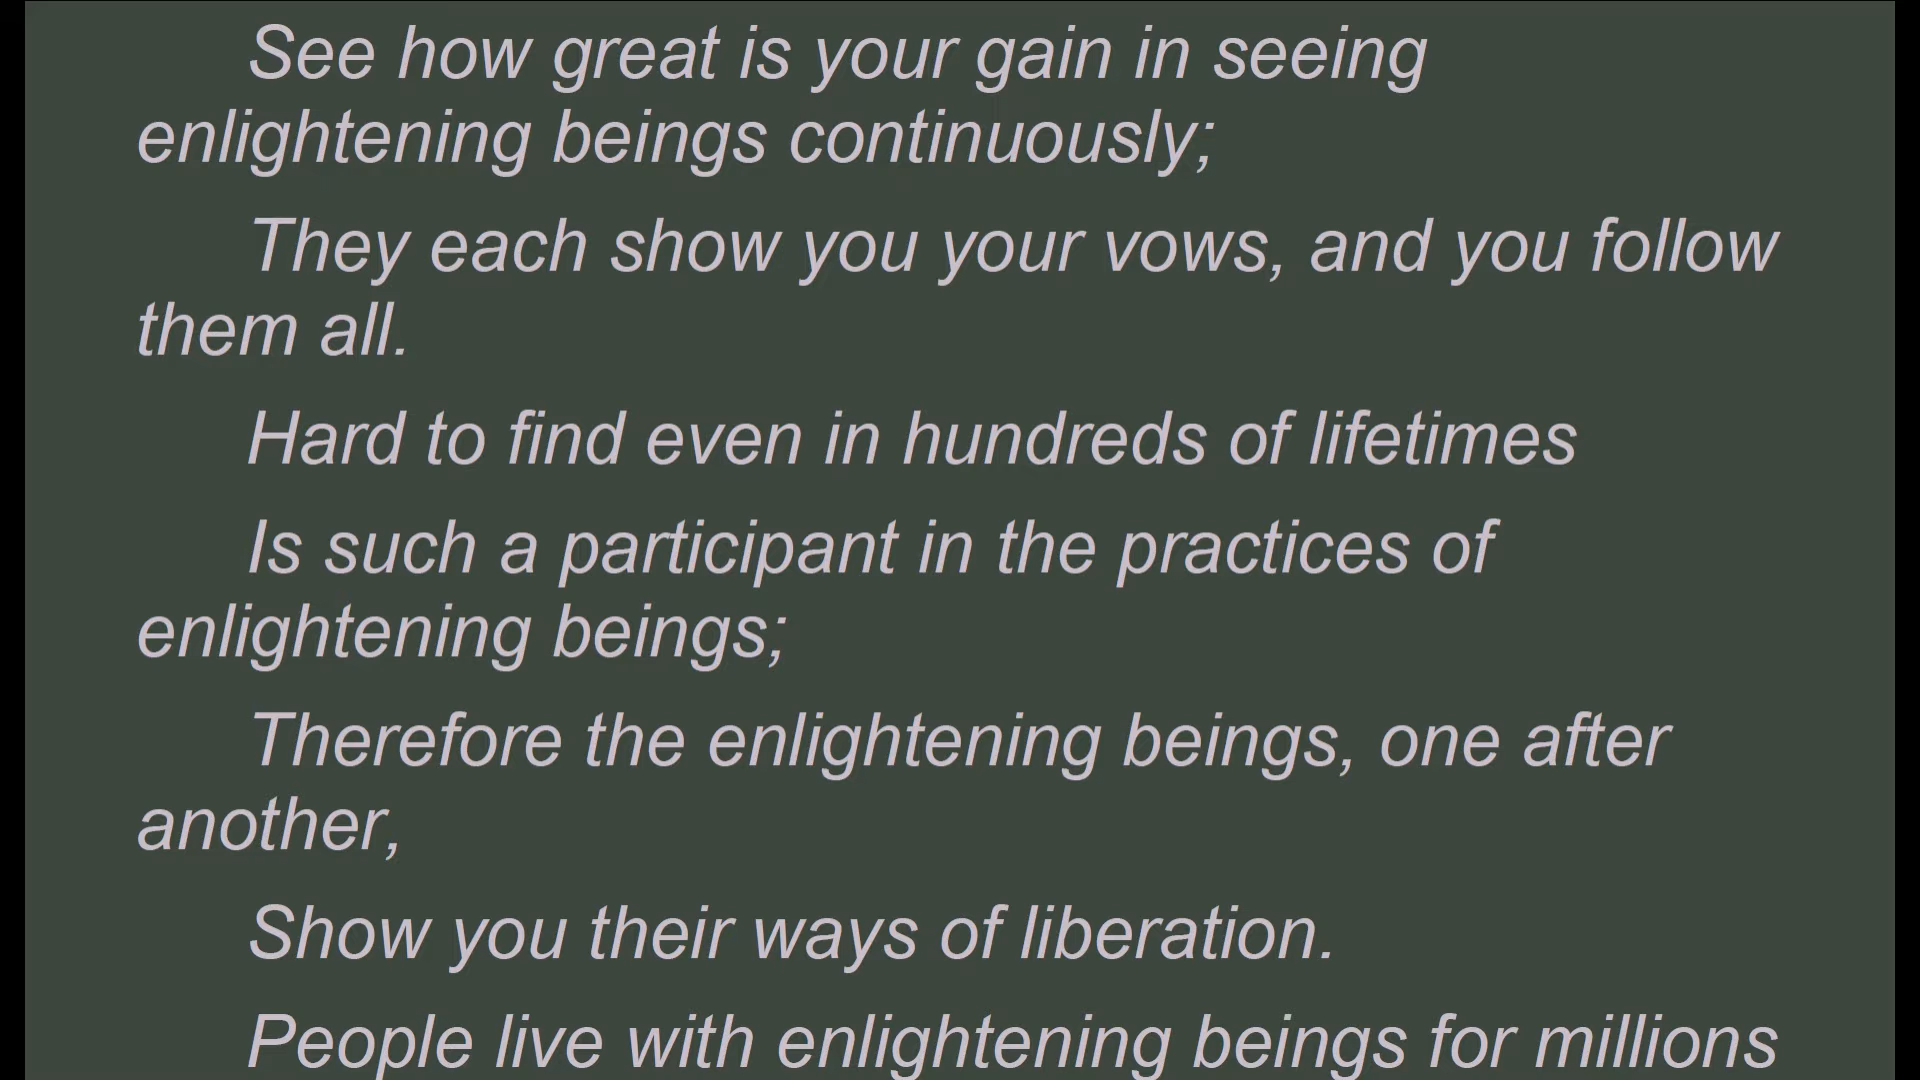 See how great is your gain in seeing
enlightening beings continuously;
They each show you your vows, and you follow
them all.
Hard to find even in hundreds of lifetimes
Is such a participant in the practices of
enlightening beings;
Therefore the enlightening beings, one after
another,
Show you their ways of liberation.
People live with enlightening beings for millions